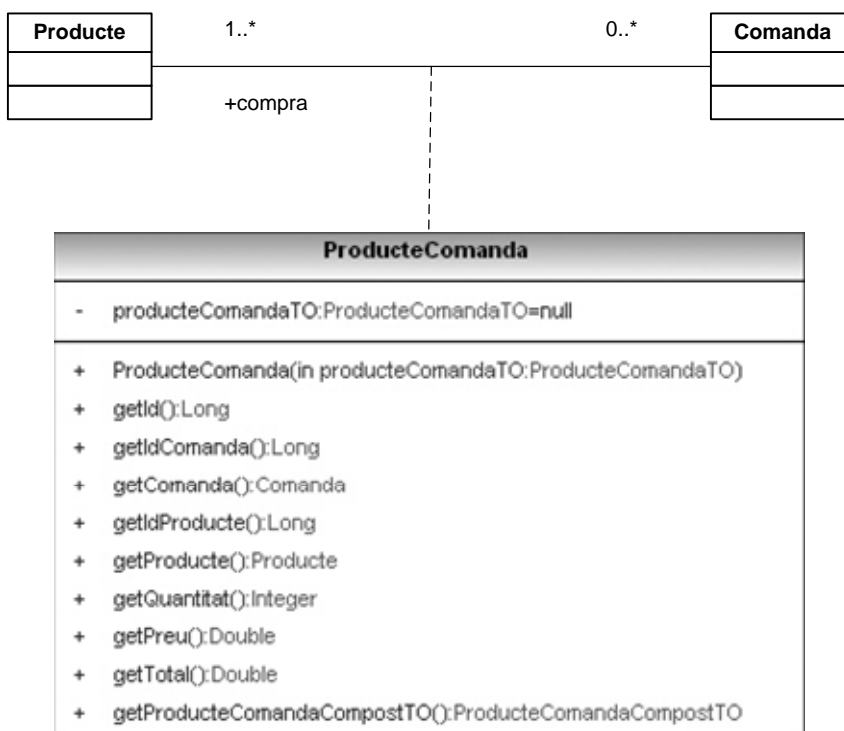 Producte 1..* 0..* Comanda
+compra
ProducteComanda
- producteComandaTO:ProducteComandaTO=null
+ ProducteComanda(in producteComandaTO:ProducteComandaTO)
+ getId():Long
+ getIdComanda():Long
+ getComanda():Comanda
+ getIdProducte():Long
+ getProducte():Producte
+ getQuantitat():Integer
+ getPreu():Double
+ getTotal():Double
+ getProducteComandaCompostTO():ProducteComandaCompostTO